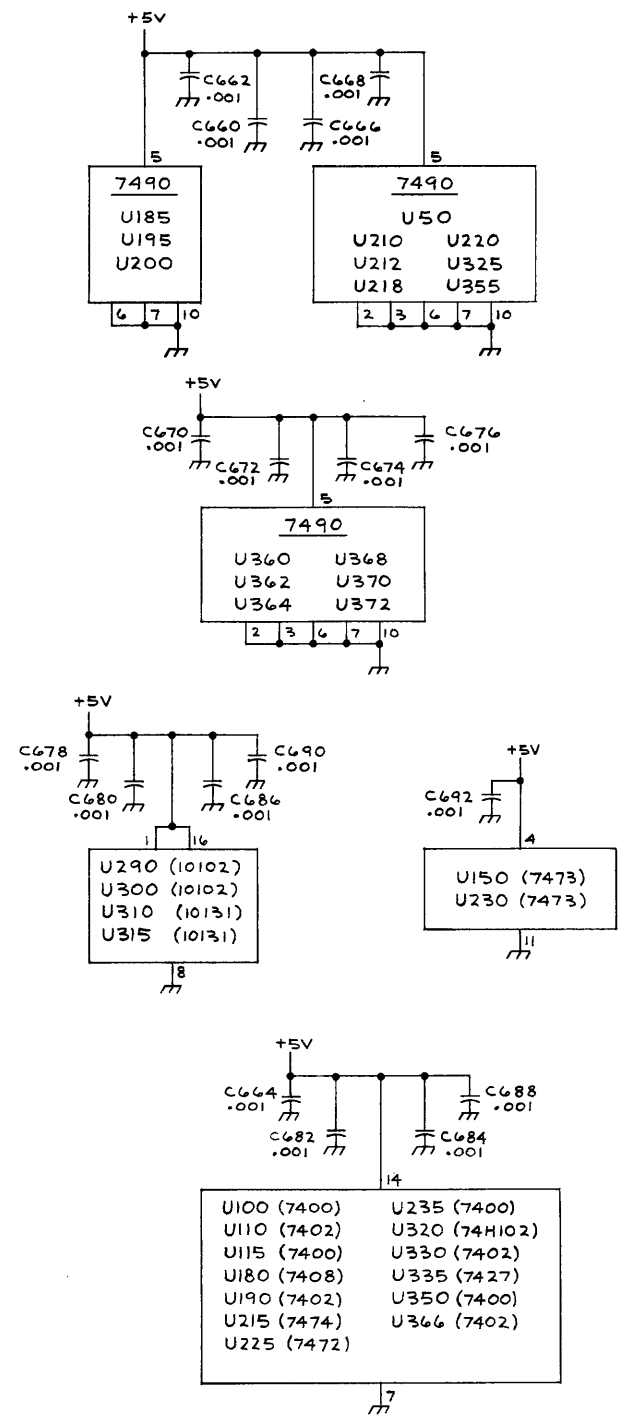 +5V
C662
.001
C668
.001
C660
.001
C666
.001
5
5
7490
U185
U195
U200
7490
U50
U210 U220
U212 U325
U218 U355
6 7 10
2 3 6 7 10
+5V
C670
.001
C676
.001
C672
.001
C674
.001
5
7490
U360 U368
U362 U370
U364 U372
2 3 6 7 10
+5V
C678
.001
C690
.001
C680
.001
C686
.001
1 16
U290 (10102)
U300 (10102)
U310 (10131)
U315 (10131)
8
+5V
C692
.001
4
U150 (7473)
U230 (7473)
11
+5V
C664
.001
C688
.001
C682
.001
C684
.001
14
U100 (7400) U235 (7400)
U110 (7402) U320 (74H102)
U115 (7400) U330 (7402)
U180 (7408) U335 (7427)
U190 (7402) U350 (7400)
U215 (7474) U366 (7402)
U225 (7472)
7